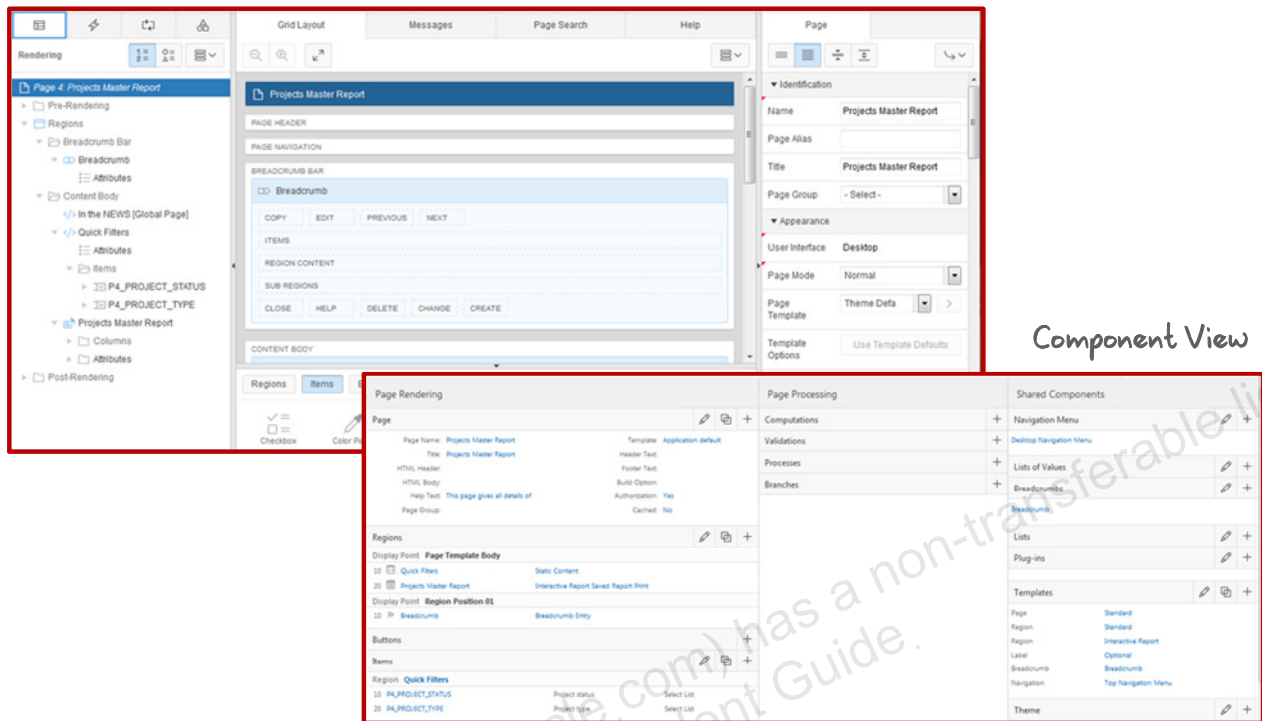 Grid Layout Messages Page Search Help Page
Rendering
Page 4: Projects Master Report
Pre-Rendering
Regions
Breadcrumb Bar
Breadcrumb
Attributes
Content Body
In the NEWS [Global Page]
Quick Filters
Attributes
Items
P4_PROJECT_STATUS
P4_PROJECT_TYPE
Projects Master Report
Columns
Attributes
Post-Rendering
Projects Master Report
PAGE HEADER
PAGE NAVIGATION
BREADCRUMB BAR
Breadcrumb
COPY EDIT PREVIOUS NEXT
ITEMS
REGION CONTENT
SUB REGIONS
CLOSE HELP DELETE CHANGE CREATE
CONTENT BODY
Regions Items
Checkbox Color
Identification
Name Projects Master Report
Page Alias
Title Projects Master Report
Page Group - Select -
Appearance
User Interface Desktop
Page Mode Normal
Page Template Theme Defa
Template Options Use Template Defaults
Component View
Page Rendering Page Processing Shared Components
Page
Page Name: Projects Master Report Template: Application default
Title: Projects Master Report Header Text:
HTML Header: Footer Text:
HTML Body: Build Option:
Help Text: This page gives all details of Authorization: Yes
Page Group: Cached: No
Regions
Display Point Page Template Body
10 Quick Filters Static Content
20 Projects Master Report Interactive Report Saved Report Print
Display Point Region Position 01
10 Breadcrumb Breadcrumb Entry
Buttons
Items
Region Quick Filters
10 P4_PROJECT_STATUS Project status Select List
20 P4_PROJECT_TYPE Project type Select List
Computations
Validations
Processes
Branches
Navigation Menu
Desktop Navigation Menu
Lists of Values
Breadcrumbs
Breadcrumb
Lists
Plug-ins
Templates
Page Standard
Region Standard
Region Interactive Report
Label Optional
Breadcrumb Breadcrumb
Navigation Top Navigation Menu
Theme
com) has a non-transferable
Guide.